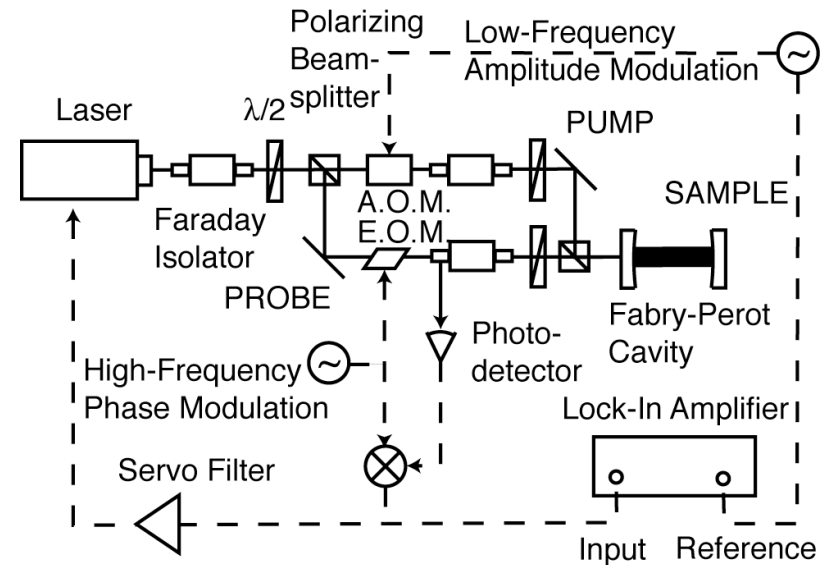 Polarizing
Beam-
splitter
Low-Frequency
Amplitude Modulation
~
Laser
λ/2
PUMP
SAMPLE
Faraday
Isolator
A.O.M.
E.O.M.
PROBE
Fabry-Perot
Cavity
Photo-
detector
~
High-Frequency
Phase Modulation
Lock-In Amplifier
Servo Filter
Input
Reference